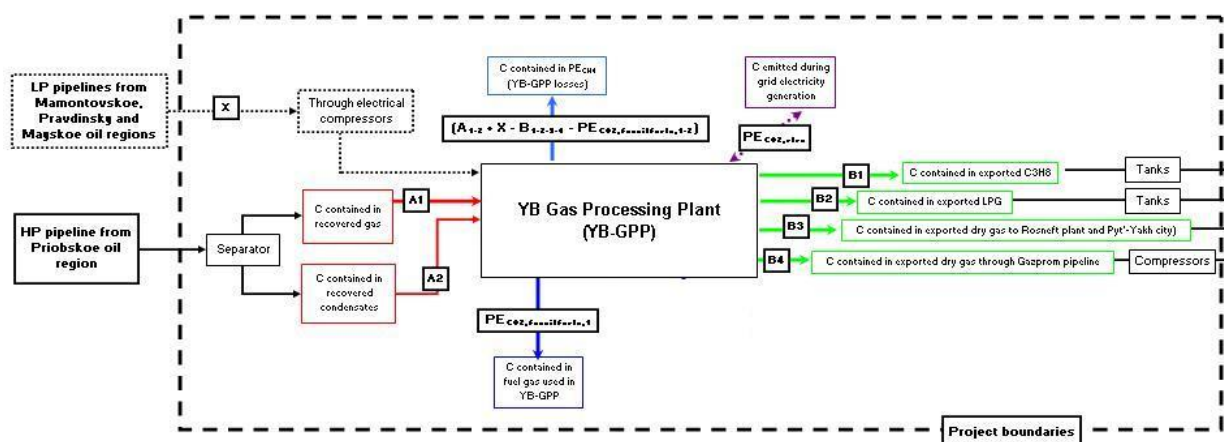 LP pipelines from
Mamontovskoe,
Pravdinsky and
Mayskoe oil regions
X
Through electrical
compressors
C contained in PECH4
(YB-GPP losses)
C emitted during
grid electricity
generation
(A1-2 + X - B1-2-3-4 - PECO2,fossilfuels,1-2)
PECO2,elec
HP pipeline from
Priobskoe oil
region
Separator
C contained in
recovered gas
A1
C contained in
recovered
condensates
A2
YB Gas Processing Plant
(YB-GPP)
B1
C contained in exported C3H8
Tanks
B2
C contained in exported LPG
Tanks
B3
C contained in exported dry gas to Rosneft plant and Pyt'-Yakh city)
B4
C contained in exported dry gas through Gazprom pipeline
Compressors
PECO2,fossilfuels,1
C contained in
fuel gas used in
YB-GPP
Project boundaries